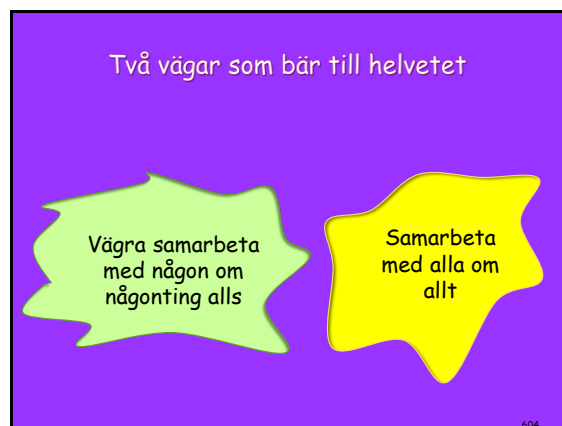 Två vägar som bär till helvetet
Vägra samarbeta
med någon om
någonting alls
Samarbeta
med alla om
allt
604